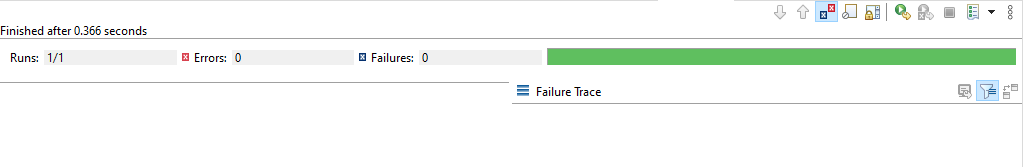 Finished after 0.366 seconds
Runs: 1/1 Errors: 0 Failures: 0
Failure Trace